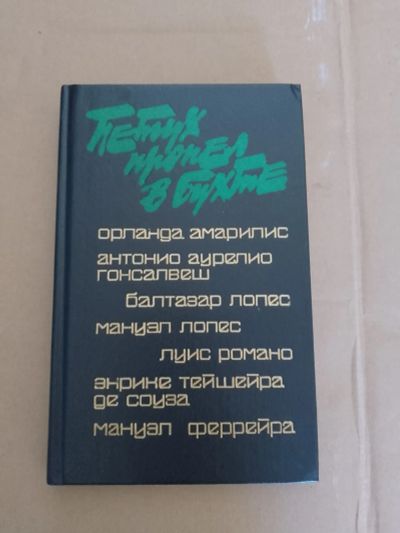 Петух
пропел
в бухте
орланда амарилис
антонио аурелио
гонсалвеш
балтазар лопес
мануэл лопес
луис романо
энрике тейшейра
де соуза
мануэл феррейра